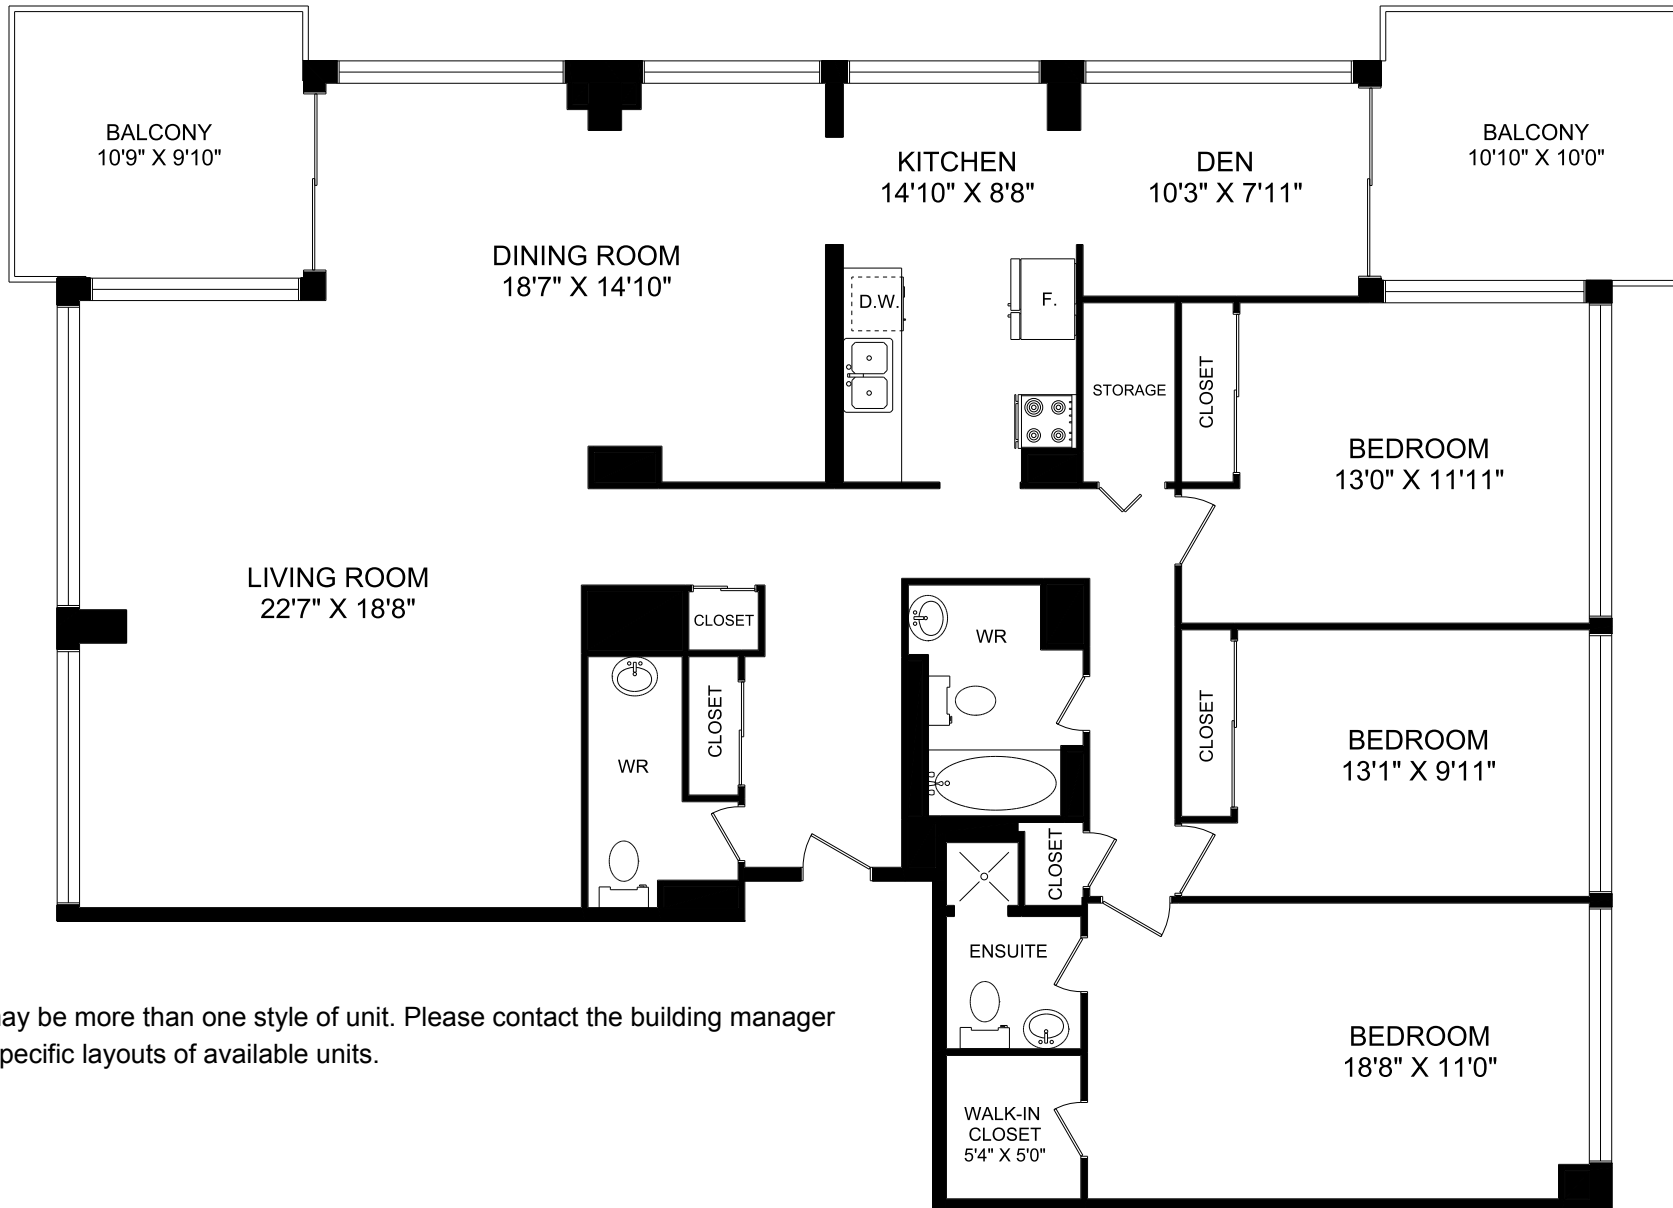 BALCONY
10'9" X 9'10"
BALCONY
10'10" X 10'0"
KITCHEN
14'10" X 8'8"
DEN
10'3" X 7'11"
DINING ROOM
18'7" X 14'10"
D.W.
F.
STORAGE
CLOSET
BEDROOM
13'0" X 11'11"
LIVING ROOM
22'7" X 18'8"
CLOSET
WR
CLOSET
WR
CLOSET
BEDROOM
13'1" X 9'11"
CLOSET
ENSUITE
BEDROOM
18'8" X 11'0"
WALK-IN
CLOSET
5'4" X 5'0"
may be more than one style of unit. Please contact the building manager
specific layouts of available units.